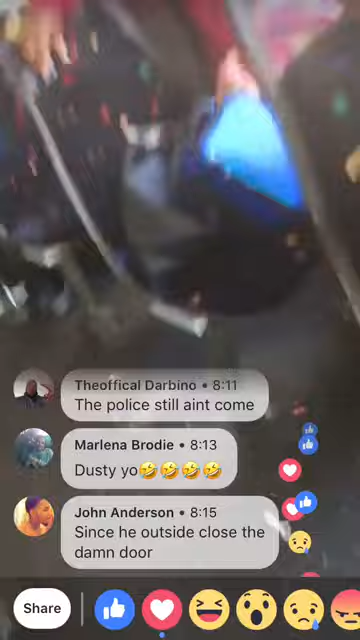 Theoffical Darbino • 8:11
The police still aint come
Marlena Brodie • 8:13
Dusty yo🤣🤣🤣🤣
John Anderson • 8:15
Since he outside close the
damn door
Share